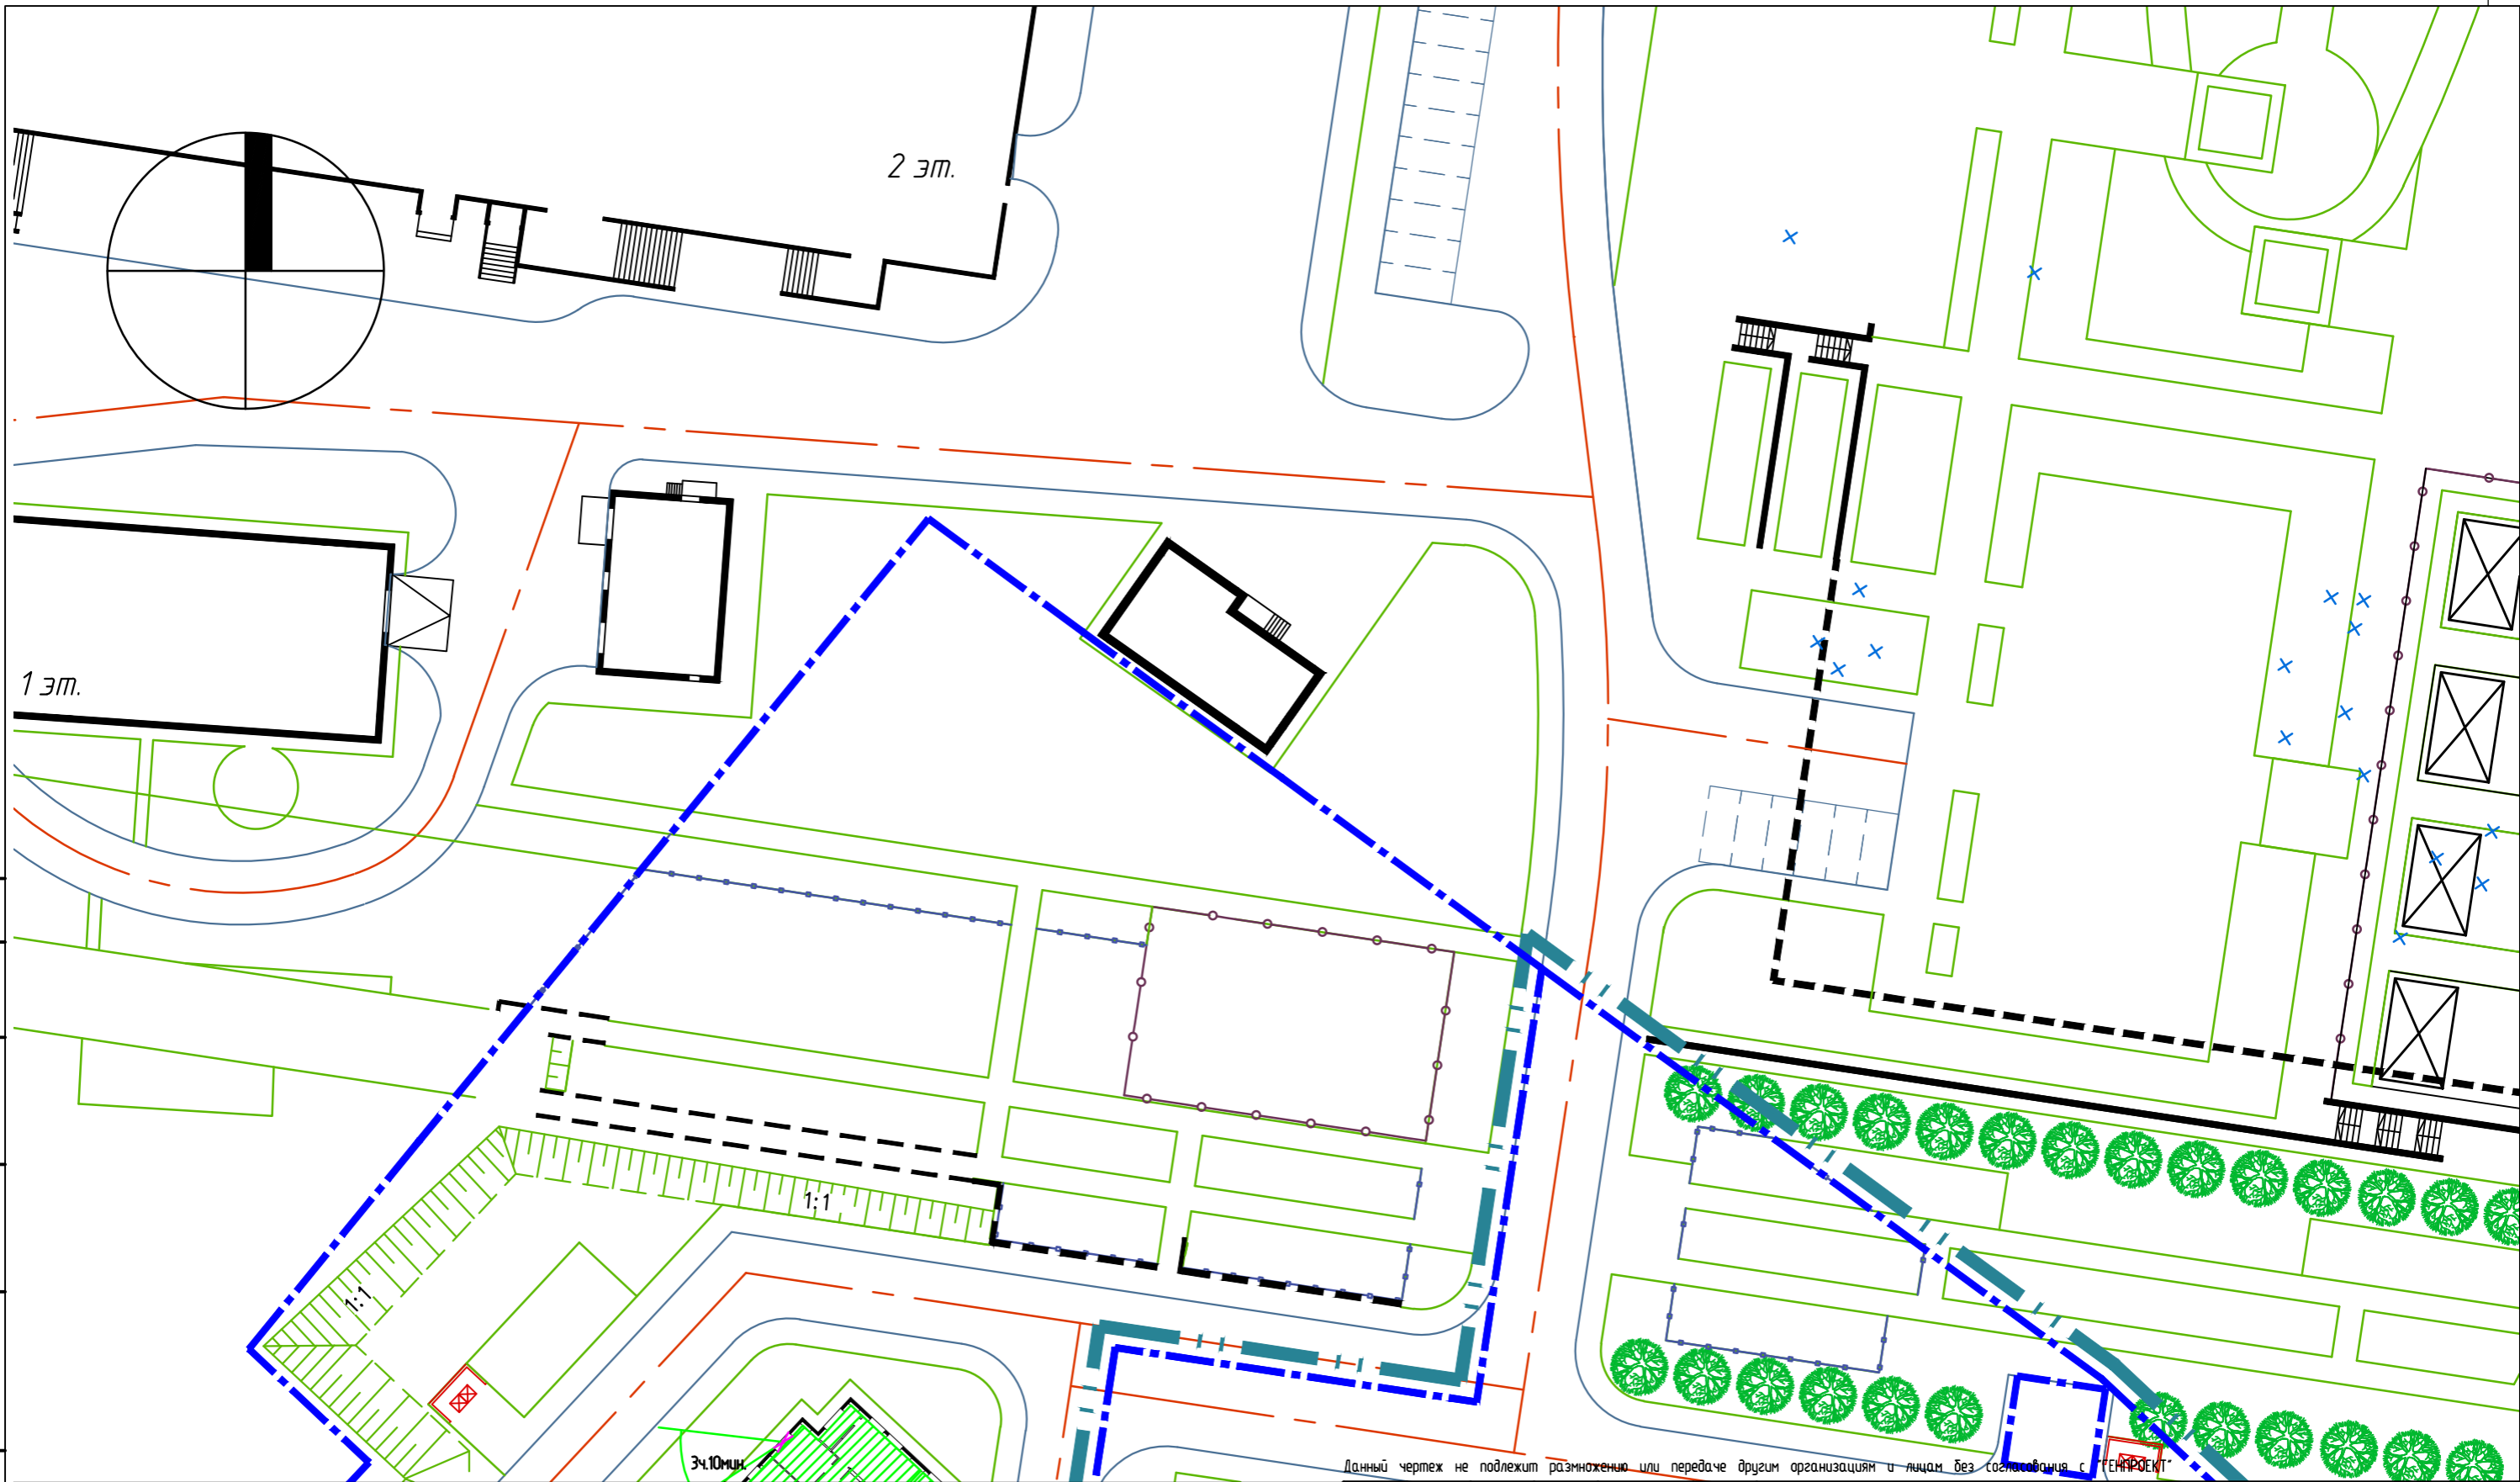 2 эт.
1 эт.
1:1
1:1
3ч.10мин.
Данный чертеж не подлежит размножению или передаче другим организациям и лицам без согласования с "ГЕНПРОЕКТ"